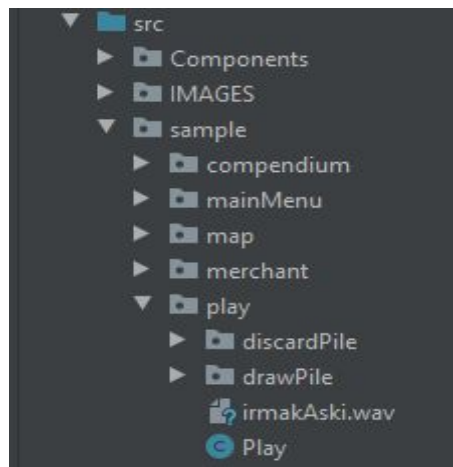 src
Components
IMAGES
sample
compendium
mainMenu
map
merchant
play
discardPile
drawPile
irmakAski.wav
Play